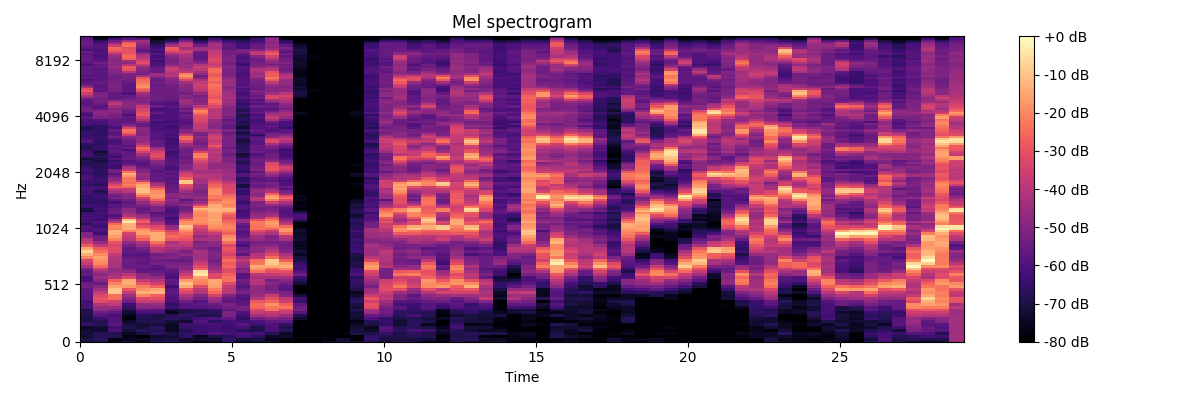 Mel spectrogram
8192
4096
2048
1024
512
0
Hz
0 5 10 15 20 25
Time
+0 dB
-10 dB
-20 dB
-30 dB
-40 dB
-50 dB
-60 dB
-70 dB
-80 dB